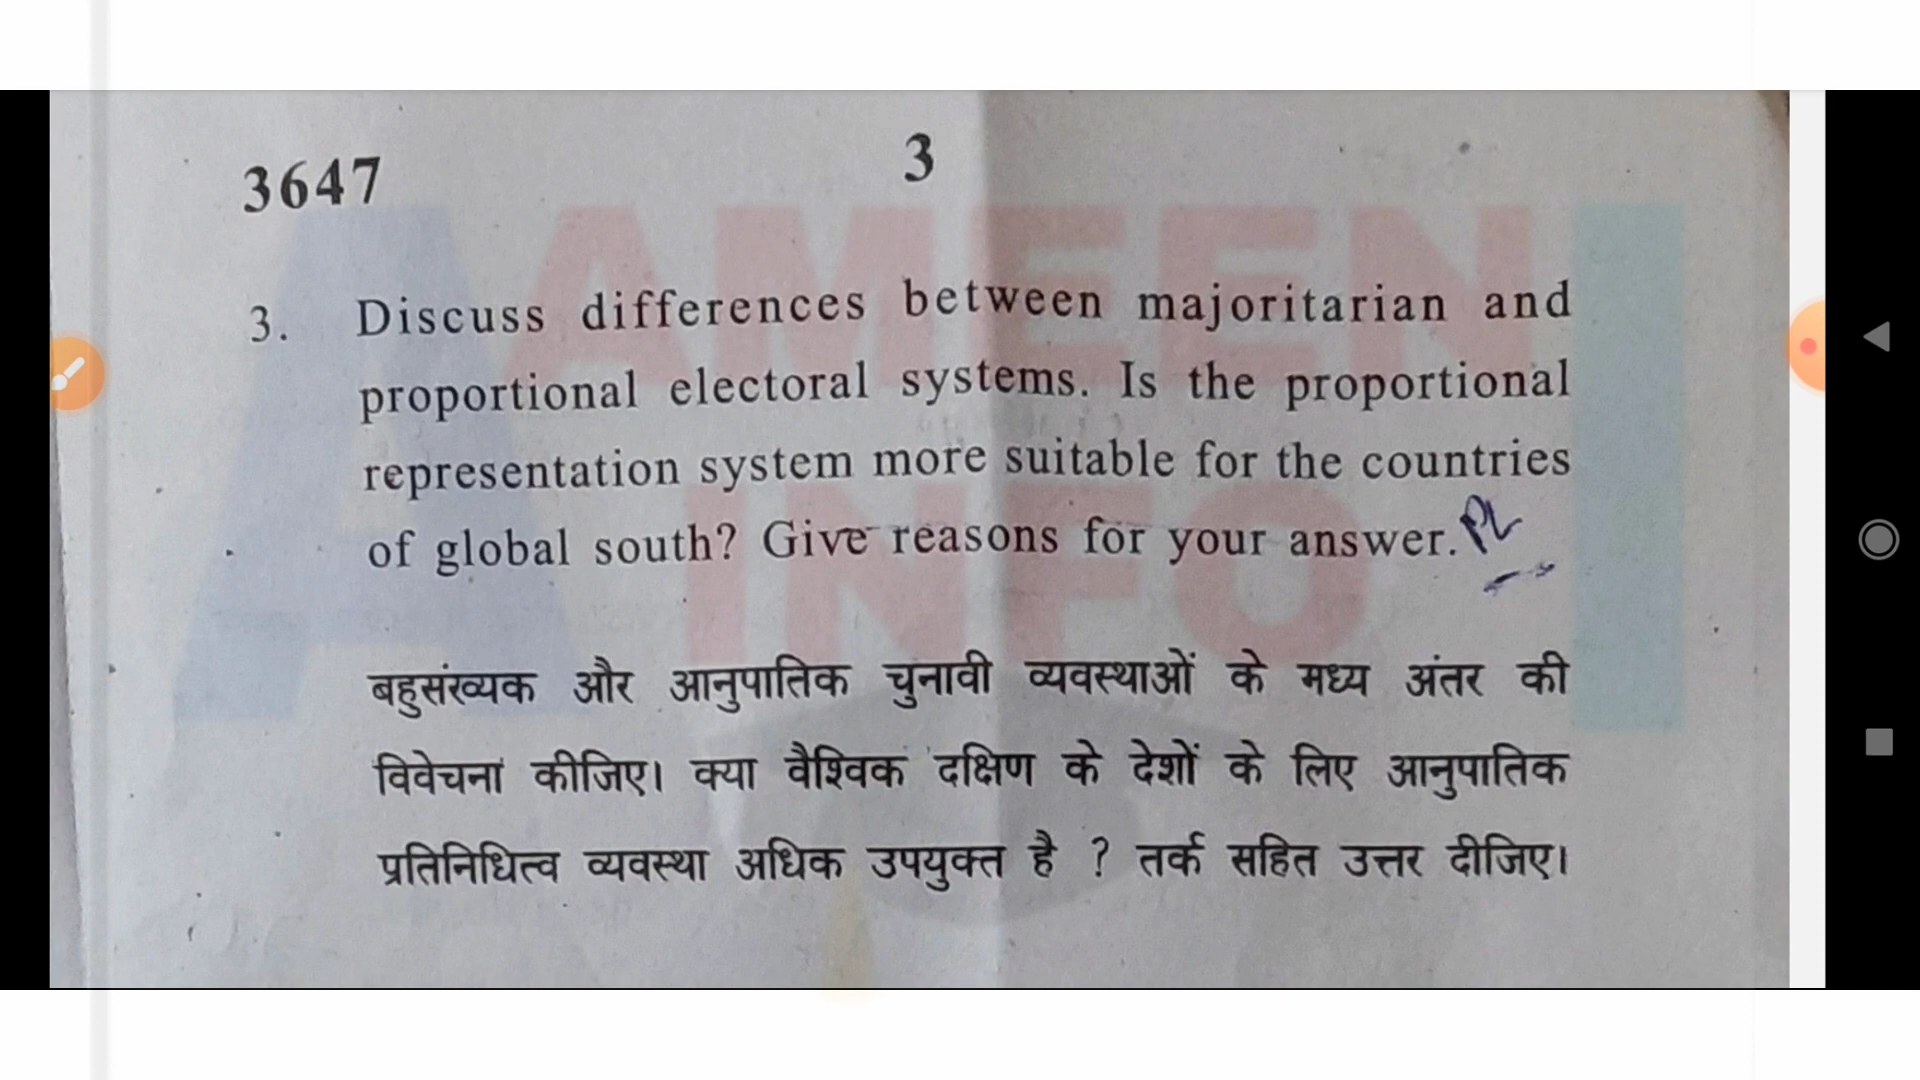 3647
3
3. Discuss differences between majoritarian and
proportional electoral systems. Is the proportional
representation system more suitable for the countries
of global south? Give reasons for your answer.
बहुसंख्यक और आनुपातिक चुनावी व्यवस्थाओं के मध्य अंतर की
विवेचना कीजिए। क्या वैश्विक दक्षिण के देशों के लिए आनुपातिक
प्रतिनिधित्व व्यवस्था अधिक उपयुक्त है ? तर्क सहित उत्तर दीजिए।
AMEEN
INFO